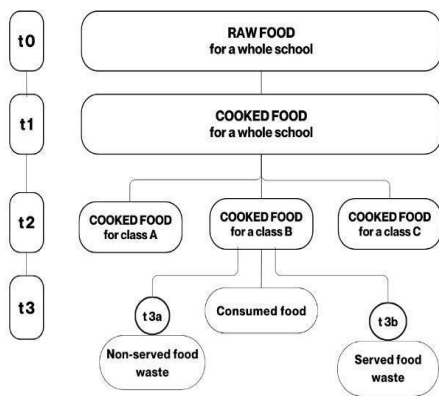 t0
RAW FOOD
for a whole school
t1
COOKED FOOD
for a whole school
t2
COOKED FOOD
for class A
COOKED FOOD
for a class B
COOKED FOOD
for a class C
t3
t3a
Non-served food
waste
Consumed food
t3b
Served food
waste